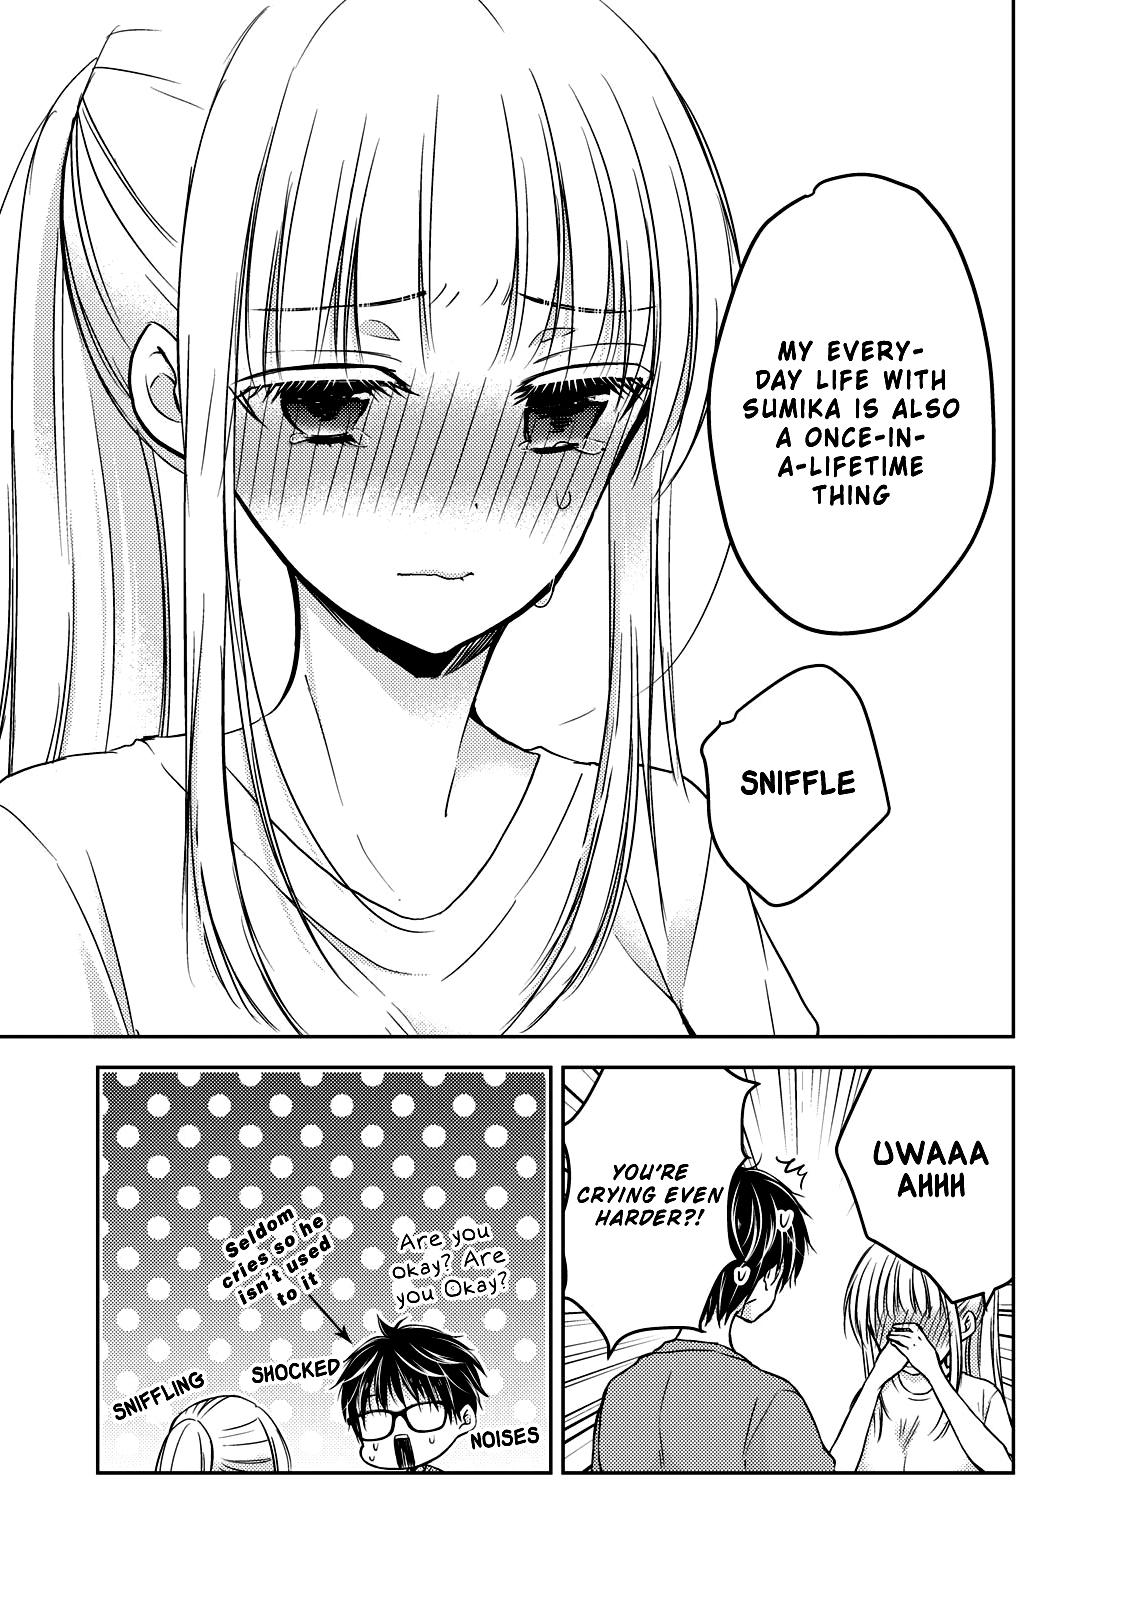 MY EVERY-
DAY LIFE WITH
SUMIKA IS ALSO
A ONCE-IN-
A-LIFETIME
THING
SNIFFLE
UWAAA
AHHH
YOU'RE
CRYING EVEN
HARDER?!
Are you
okay? Are
you Okay?
Seldom
cries so he
isn't used
to it
SHOCKED
NOISES
SNIFFLING